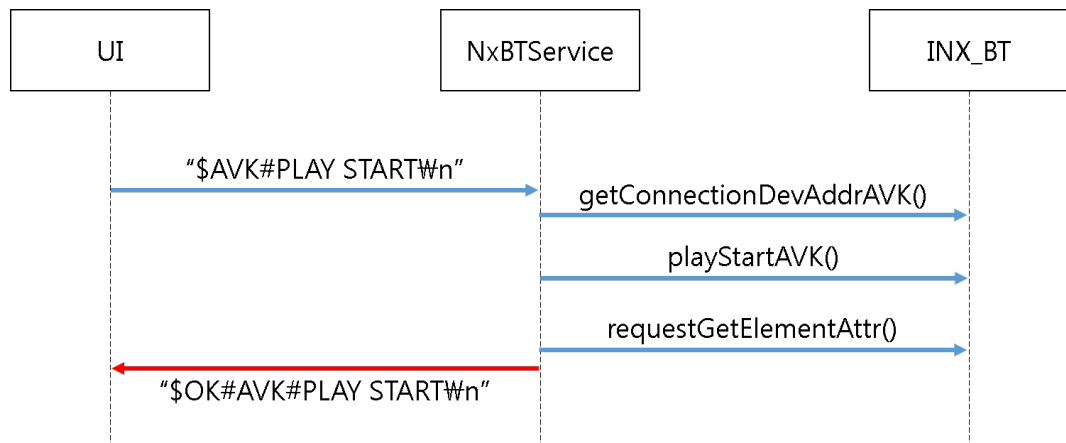 UI
NxBTService
INX_BT
“$AVK#PLAY START₩n”
getConnectionDevAddrAVK()
playStartAVK()
requestGetElementAttr()
“$OK#AVK#PLAY START₩n”